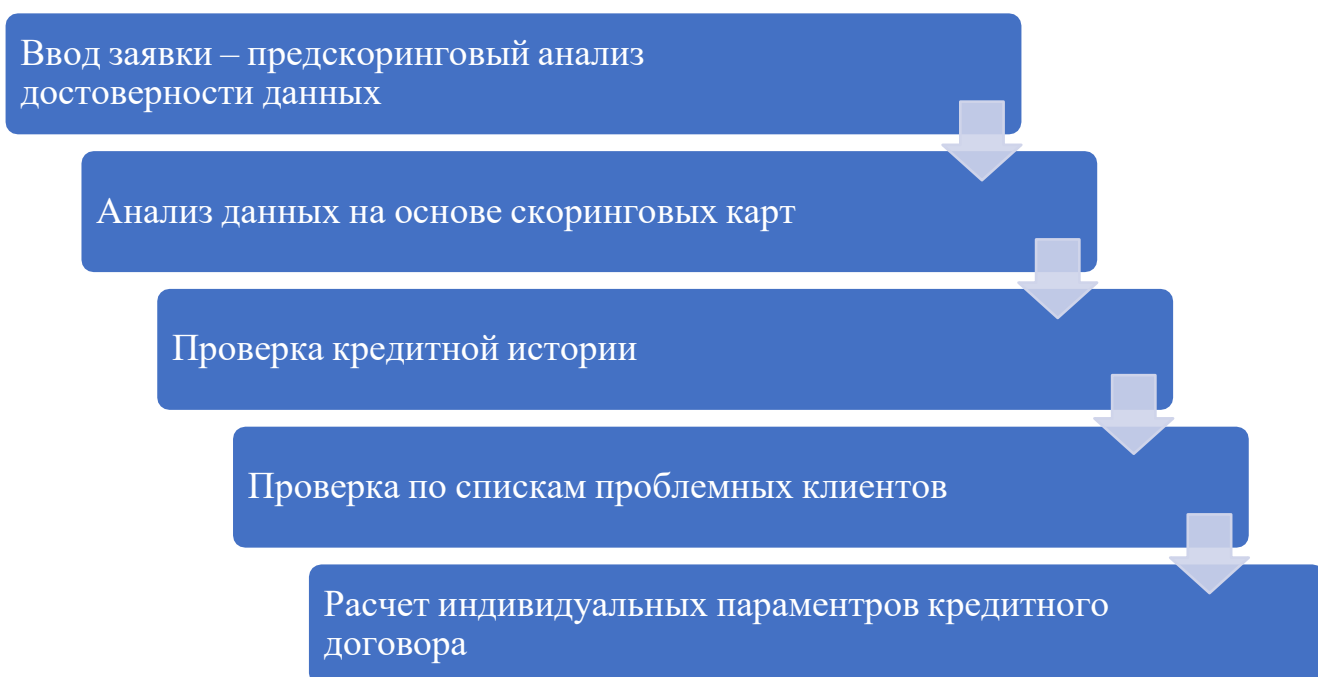 Ввод заявки – предскоринговый анализ
достоверности данных
Анализ данных на основе скоринговых карт
Проверка кредитной истории
Проверка по спискам проблемных клиентов
Расчет индивидуальных параментров кредитного
договора